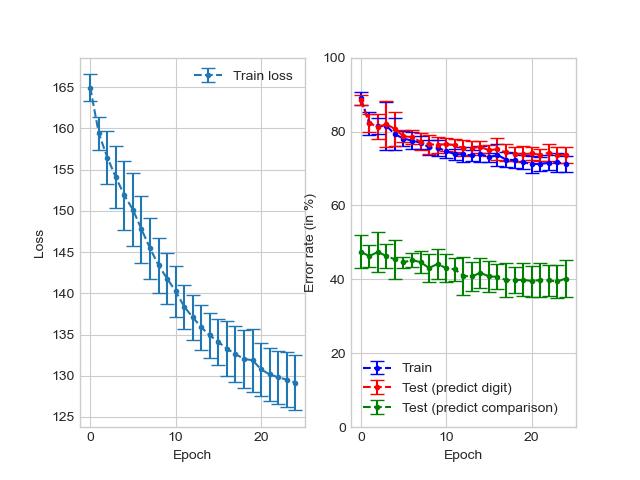 Train loss
165
160
155
150
145
140
135
130
125
Loss
0
10
20
Epoch
100
80
60
40
20
0
Error rate (in %)
Train
Test (predict digit)
Test (predict comparison)
0
10
20
Epoch